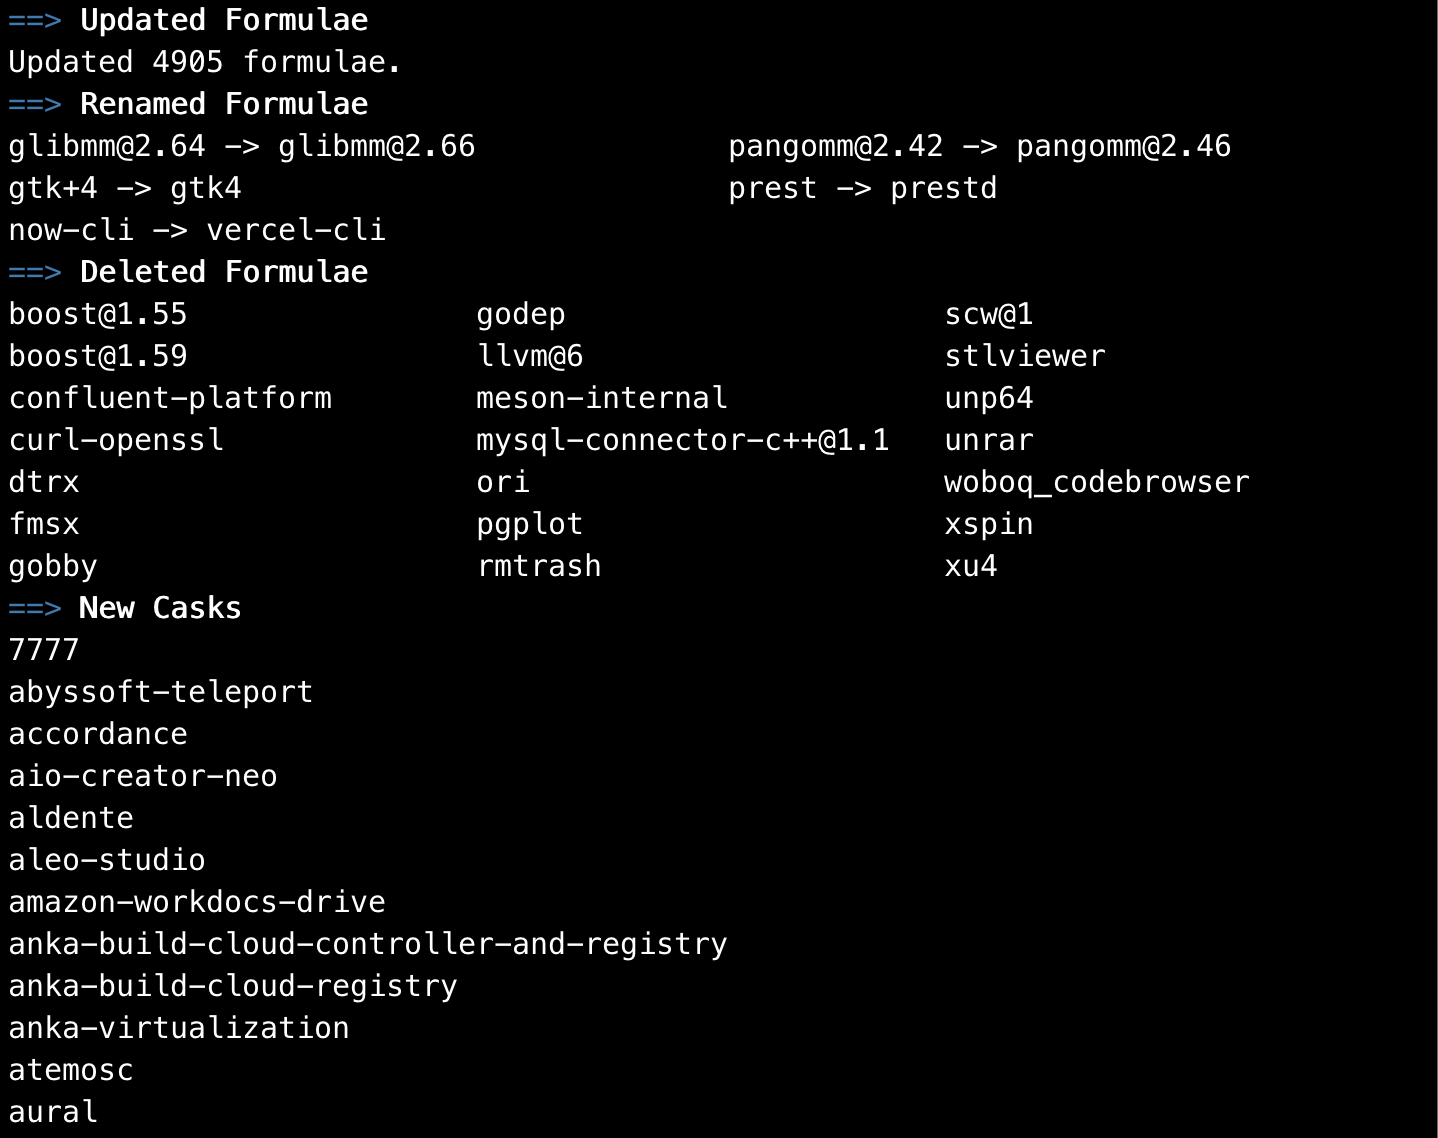 ==> Updated Formulae
Updated 4905 formulae.
==> Renamed Formulae
glibmm@2.64 -> glibmm@2.66 pangomm@2.42 -> pangomm@2.46
gtk+4 -> gtk4 prest -> prestd
now-cli -> vercel-cli
==> Deleted Formulae
boost@1.55 godep scw@1
boost@1.59 llvm@6 stlviewer
confluent-platform meson-internal unp64
curl-openssl mysql-connector-c++@1.1 unrar
dtrx ori woboq_codebrowser
fmsx pgplot xspin
gobby rmtrash xu4
==> New Casks
7777
abyssoft-teleport
accordance
aio-creator-neo
aldente
aleo-studio
amazon-workdocs-drive
anka-build-cloud-controller-and-registry
anka-build-cloud-registry
anka-virtualization
atemosc
aural